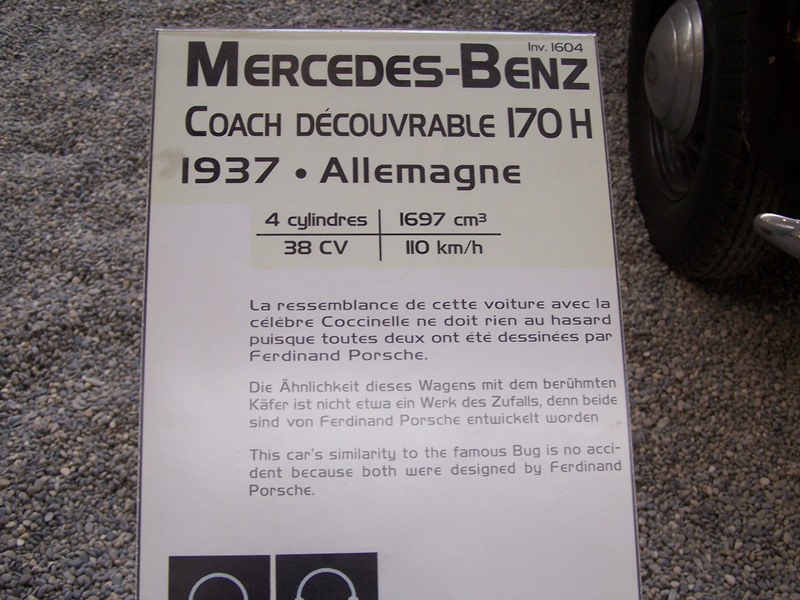 Inv. 1604
MERCEDES-BENZ
COACH DÉCOUVRABLE 170 H
1937 • Allemagne
4 cylindres 1697 cm³
38 CV 110 km/h
La ressemblance de cette voiture avec la
célèbre Coccinelle ne doit rien au hasard
puisque toutes deux ont été dessinées par
Ferdinand Porsche.
Die Ähnlichkeit dieses Wagens mit dem berühmten
Käfer ist nicht etwa ein Werk des Zufalls, denn beide
sind von Ferdinand Porsche entwickelt worden
This car's similarity to the famous Bug is no acci-
dent because both were designed by Ferdinand
Porsche.